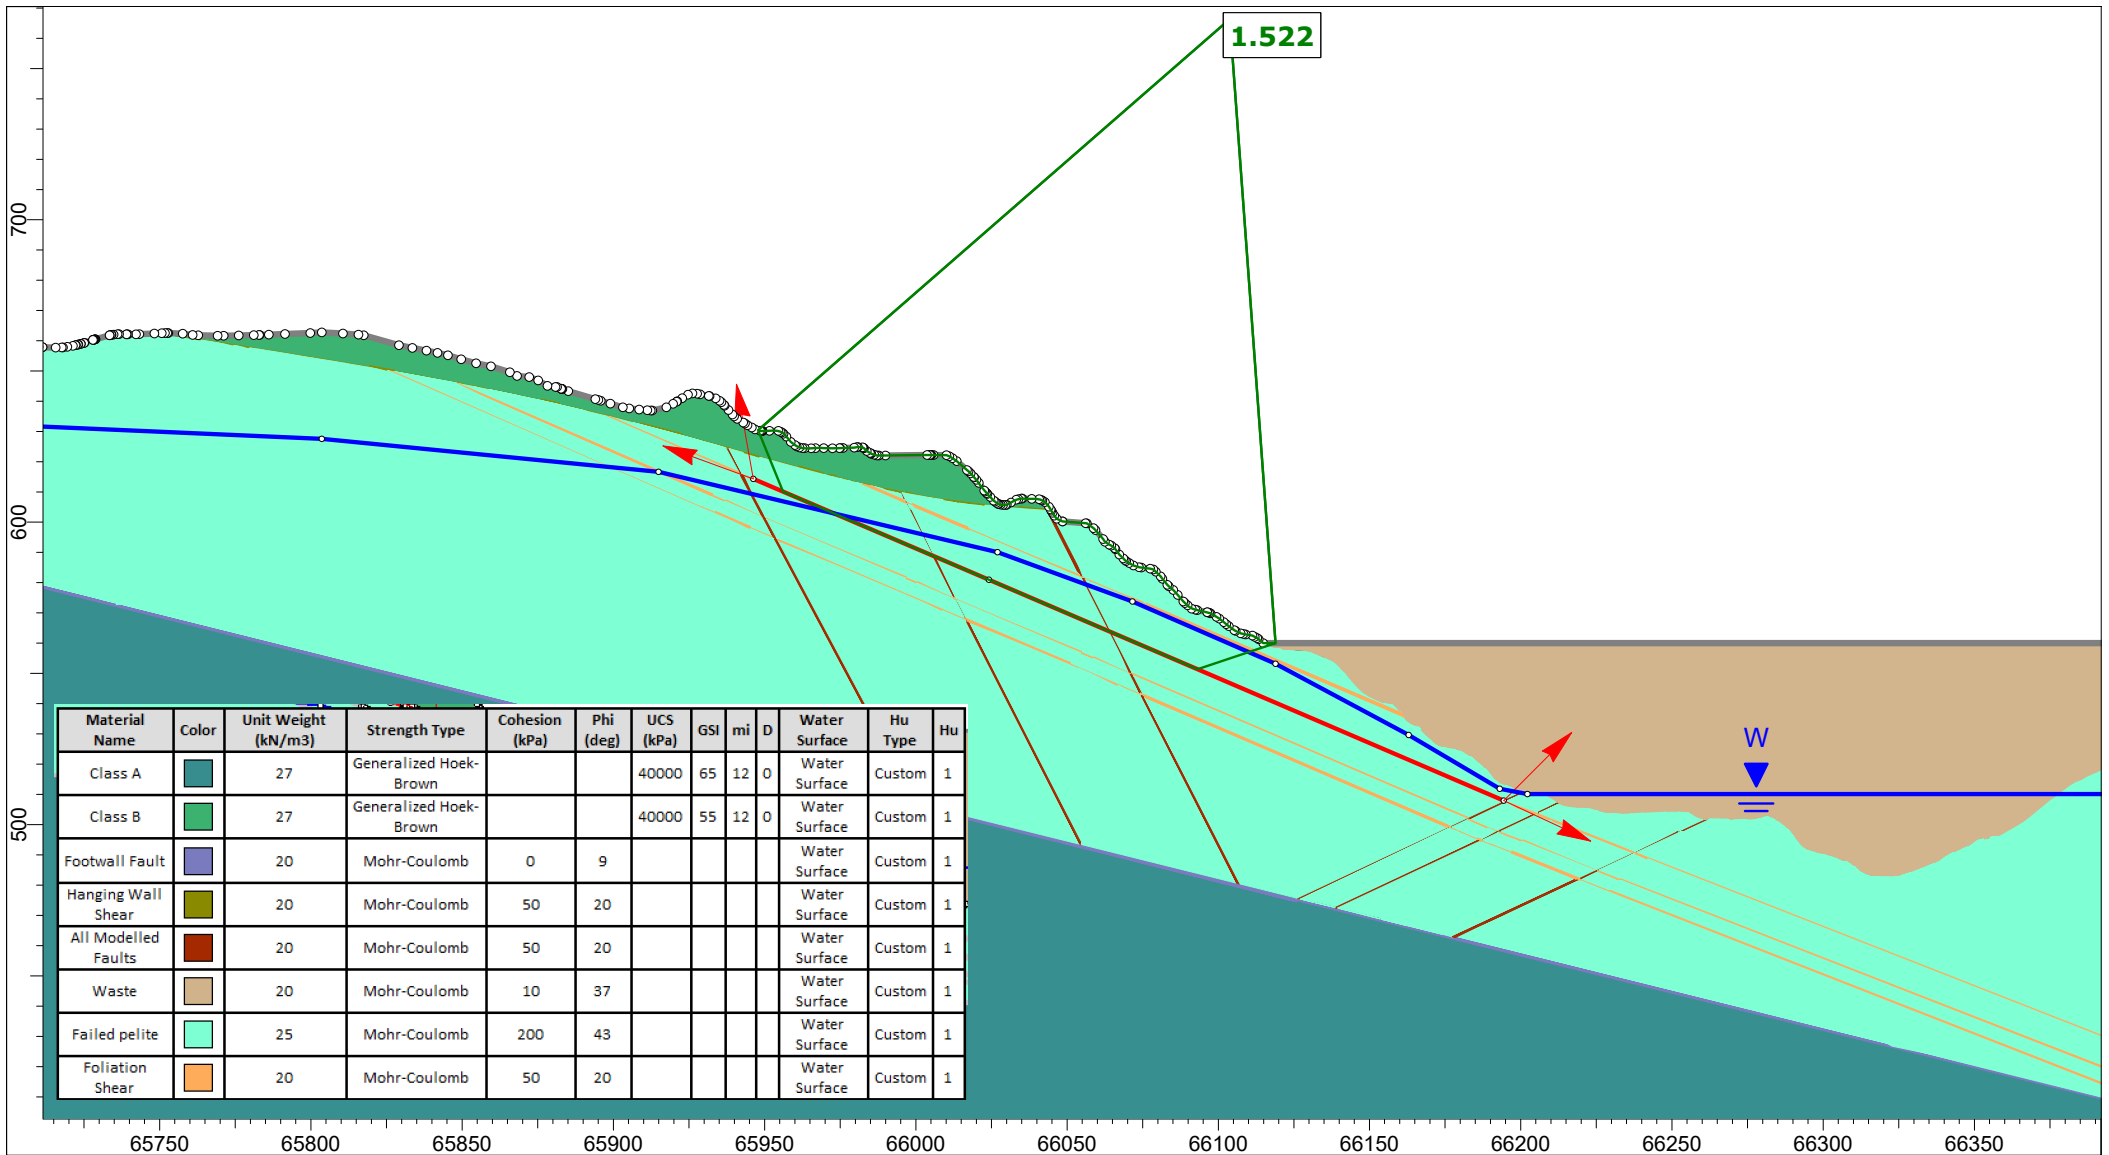 1.522
700
600
500
W
Material Name Color Unit Weight (kN/m3) Strength Type Cohesion (kPa) Phi (deg) UCS (kPa) GSI mi D Water Surface Hu Type Hu
Class A 27 Generalized Hoek-Brown 40000 65 12 0 Water Surface Custom 1
Class B 27 Generalized Hoek-Brown 40000 55 12 0 Water Surface Custom 1
Footwall Fault 20 Mohr-Coulomb 0 9 Water Surface Custom 1
Hanging Wall Shear 20 Mohr-Coulomb 50 20 Water Surface Custom 1
All Modelled Faults 20 Mohr-Coulomb 50 20 Water Surface Custom 1
Waste 20 Mohr-Coulomb 10 37 Water Surface Custom 1
Failed pelite 25 Mohr-Coulomb 200 43 Water Surface Custom 1
Foliation Shear 20 Mohr-Coulomb 50 20 Water Surface Custom 1
65750 65800 65850 65900 65950 66000 66050 66100 66150 66200 66250 66300 66350